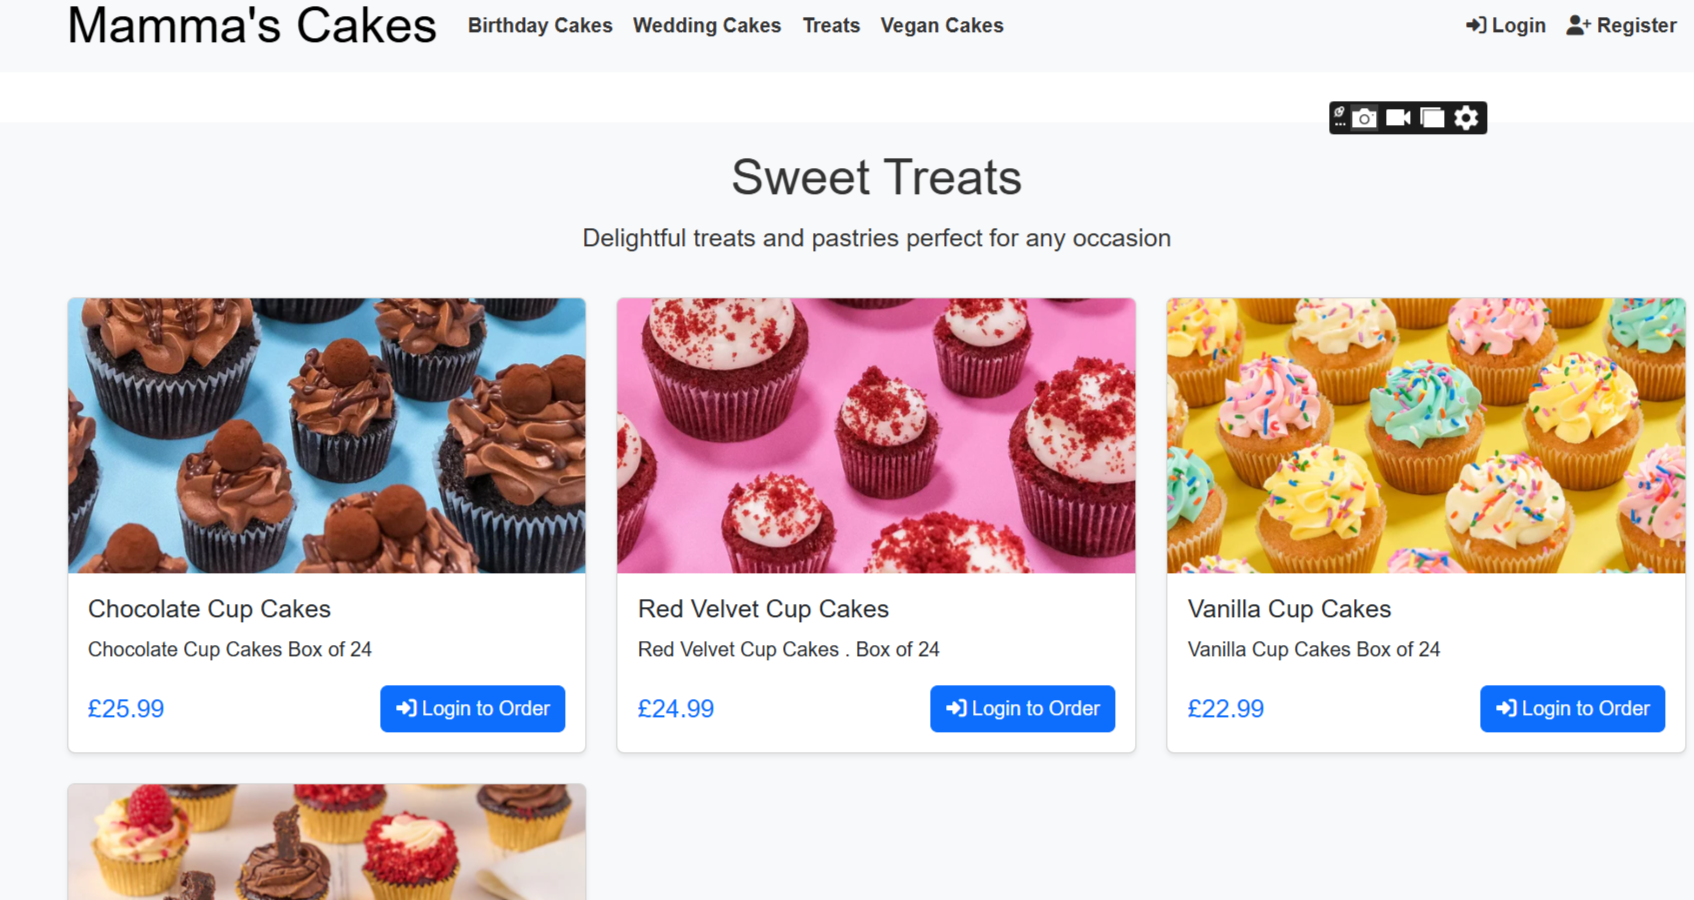 Mamma's Cakes Birthday Cakes Wedding Cakes Treats Vegan Cakes Login Register
Sweet Treats
Delightful treats and pastries perfect for any occasion
Chocolate Cup Cakes
Chocolate Cup Cakes Box of 24
£25.99 Login to Order
Red Velvet Cup Cakes
Red Velvet Cup Cakes . Box of 24
£24.99 Login to Order
Vanilla Cup Cakes
Vanilla Cup Cakes Box of 24
£22.99 Login to Order